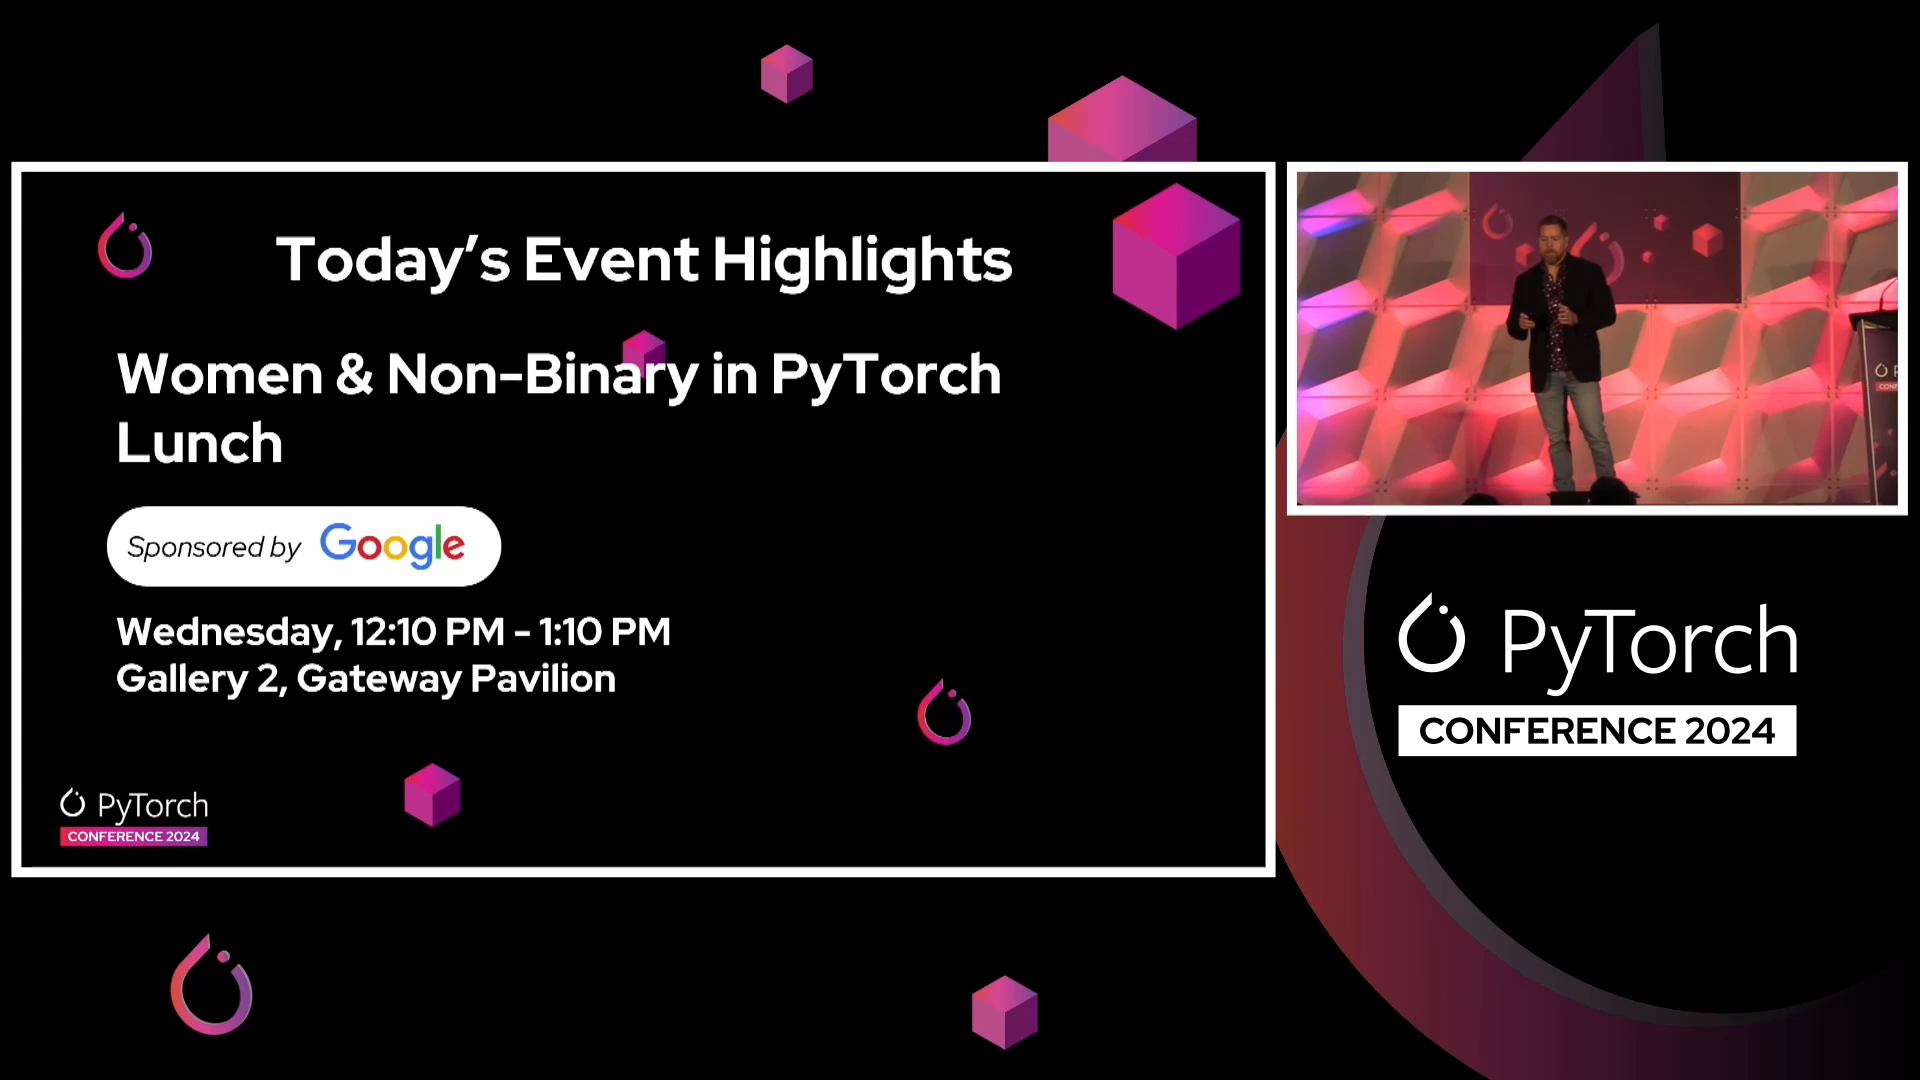 Today's Event Highlights
Women & Non-Binary in PyTorch
Lunch
Sponsored by Google
Wednesday, 12:10 PM - 1:10 PM
Gallery 2, Gateway Pavilion
PyTorch
CONFERENCE 2024
PyTorch
CONFERENCE 2024